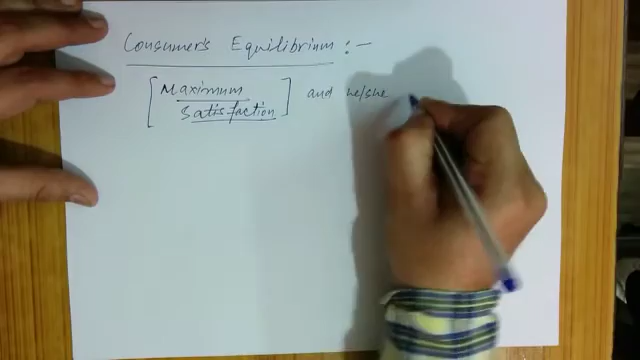 Consumer's Equilibrium :-
[Maximum
Satisfaction] and he/she